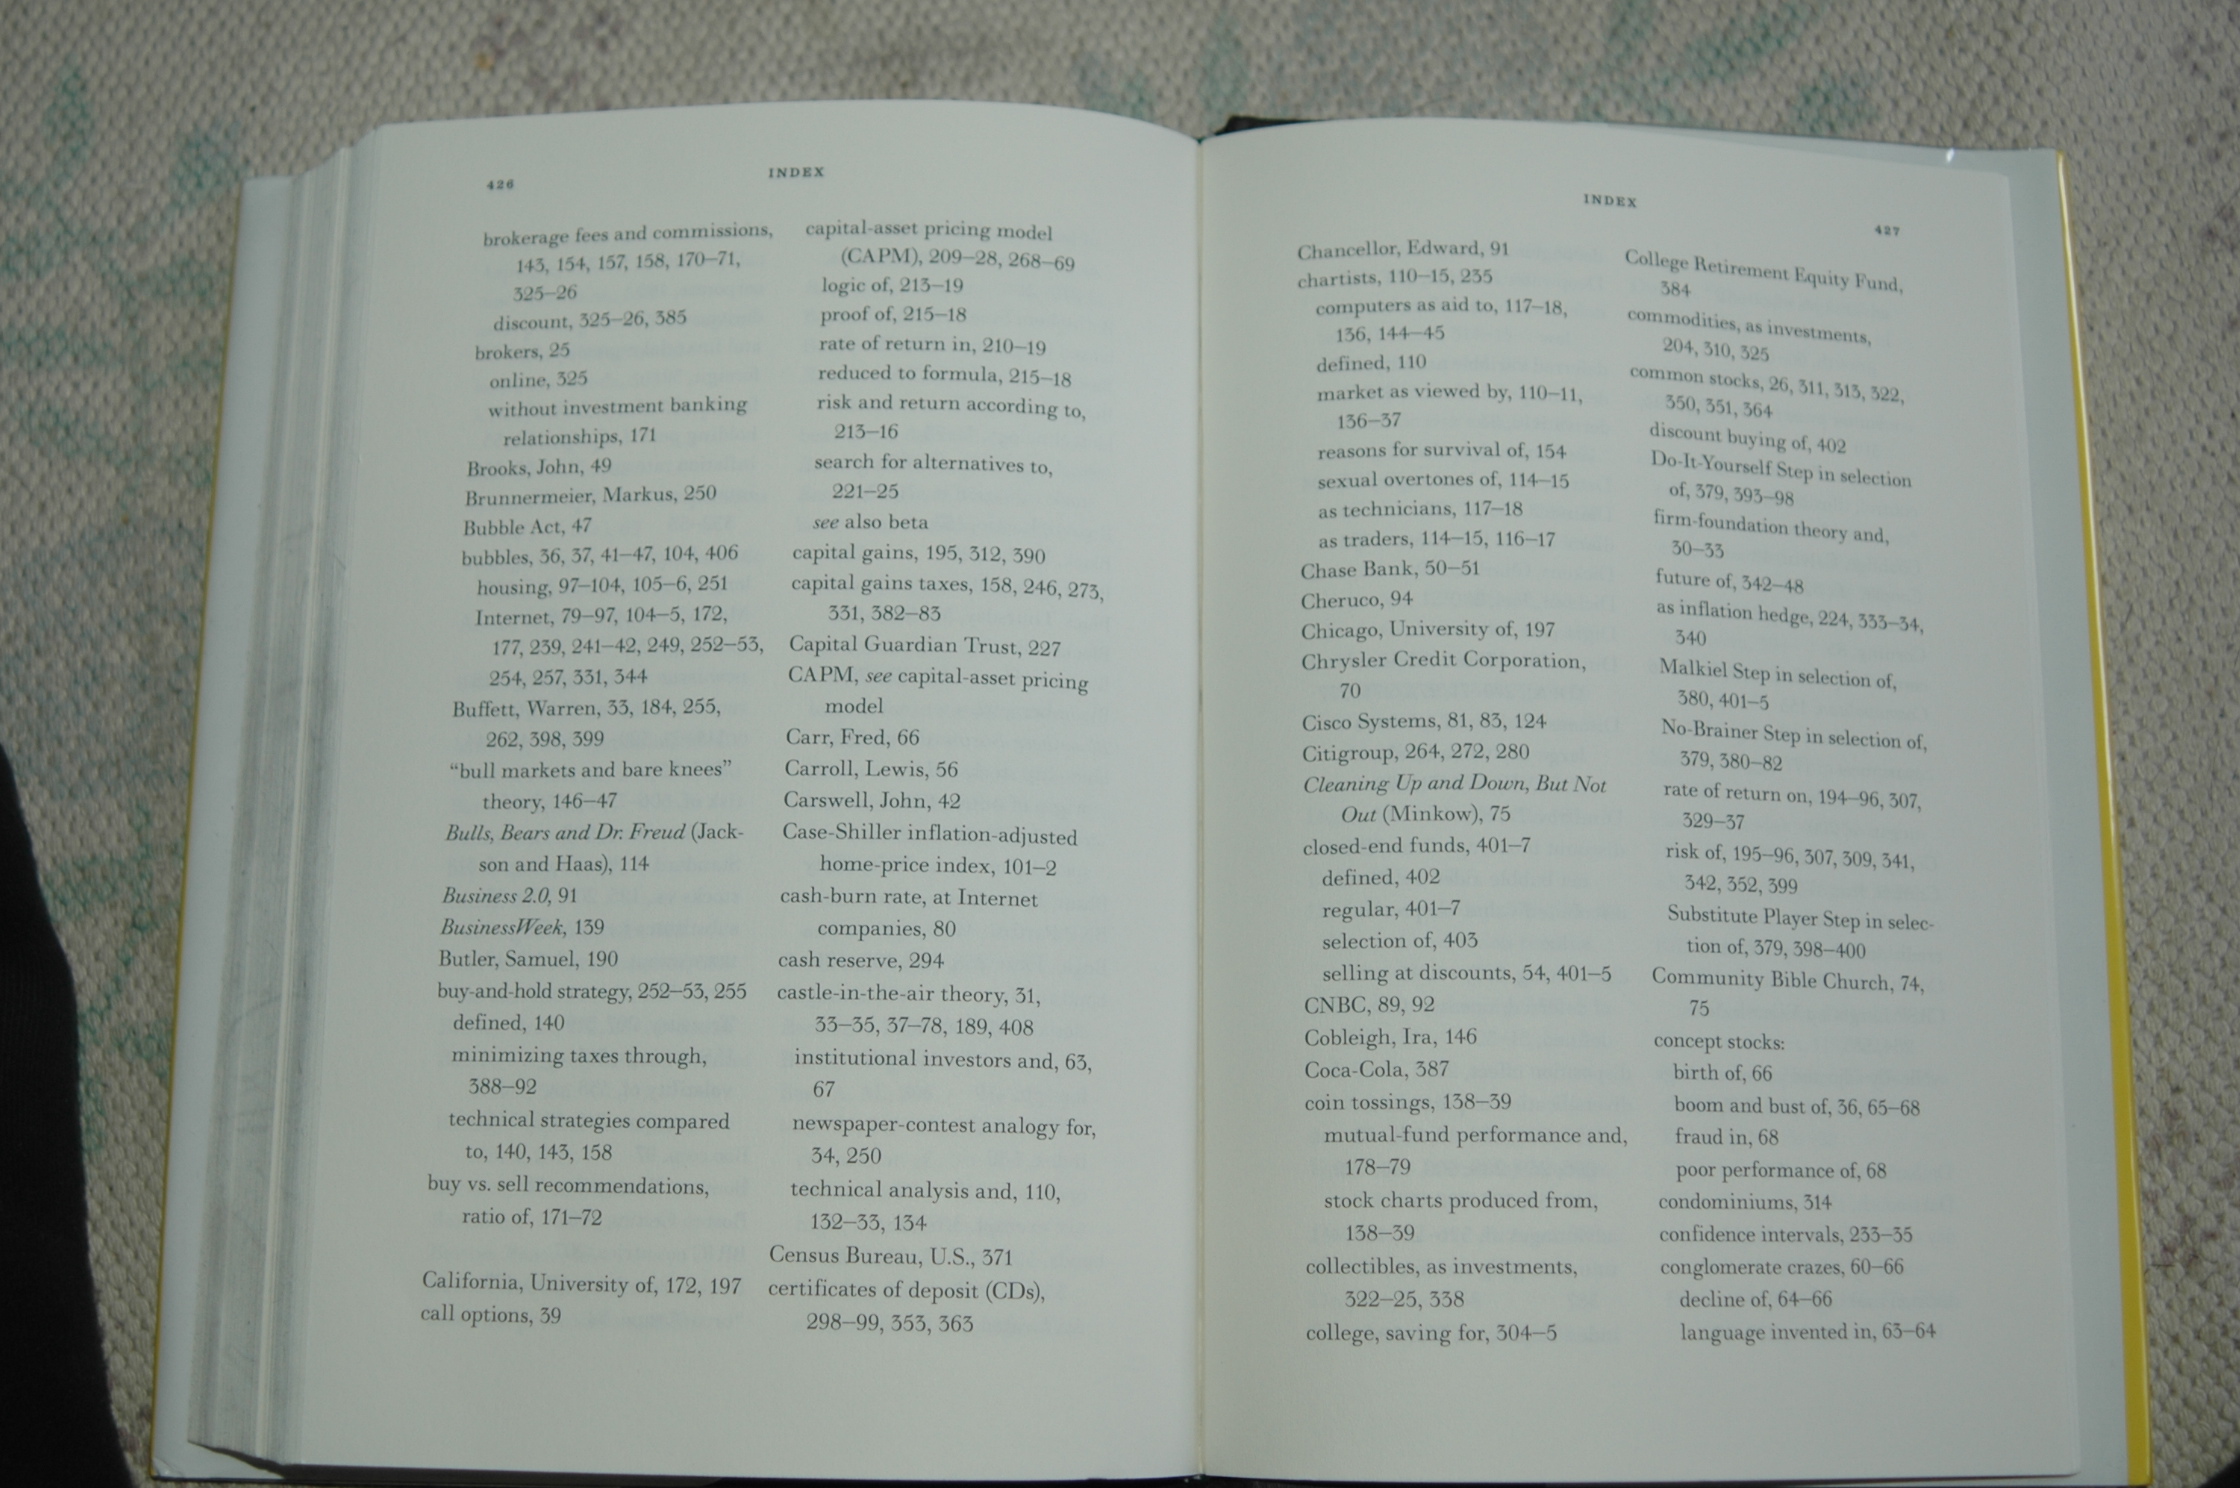 426
INDEX
brokerage fees and commissions,
143, 154, 157, 158, 170–71,
325–26
discount, 325–26, 385
brokers, 25
online, 325
without investment banking
relationships, 171
Brooks, John, 49
Brunnermeier, Markus, 250
Bubble Act, 47
bubbles, 36, 37, 41–47, 104, 406
housing, 97–104, 105–6, 251
Internet, 79–97, 104–5, 172,
177, 239, 241–42, 249, 252–53,
254, 257, 331, 344
Buffett, Warren, 33, 184, 255,
262, 398, 399
“bull markets and bare knees”
theory, 146–47
Bulls, Bears and Dr. Freud (Jack-
son and Haas), 114
Business 2.0, 91
BusinessWeek, 139
Butler, Samuel, 190
buy-and-hold strategy, 252–53, 255
defined, 140
minimizing taxes through,
388–92
technical strategies compared
to, 140, 143, 158
buy vs. sell recommendations,
ratio of, 171–72
California, University of, 172, 197
call options, 39
capital-asset pricing model
(CAPM), 209–28, 268–69
logic of, 213–19
proof of, 215–18
rate of return in, 210–19
reduced to formula, 215–18
risk and return according to,
213–16
search for alternatives to,
221–25
see also beta
capital gains, 195, 312, 390
capital gains taxes, 158, 246, 273,
331, 382–83
Capital Guardian Trust, 227
CAPM, see capital-asset pricing
model
Carr, Fred, 66
Carroll, Lewis, 56
Carswell, John, 42
Case-Shiller inflation-adjusted
home-price index, 101–2
cash-burn rate, at Internet
companies, 80
cash reserve, 294
castle-in-the-air theory, 31,
33–35, 37–78, 189, 408
institutional investors and, 63,
67
newspaper-contest analogy for,
34, 250
technical analysis and, 110,
132–33, 134
Census Bureau, U.S., 371
certificates of deposit (CDs),
298–99, 353, 363
INDEX
427
Chancellor, Edward, 91
chartists, 110–15, 235
computers as aid to, 117–18,
136, 144–45
defined, 110
market as viewed by, 110–11,
136–37
reasons for survival of, 154
sexual overtones of, 114–15
as technicians, 117–18
as traders, 114–15, 116–17
Chase Bank, 50–51
Cheruco, 94
Chicago, University of, 197
Chrysler Credit Corporation,
70
Cisco Systems, 81, 83, 124
Citigroup, 264, 272, 280
Cleaning Up and Down, But Not
Out (Minkow), 75
closed-end funds, 401–7
defined, 402
regular, 401–7
selection of, 403
selling at discounts, 54, 401–5
CNBC, 89, 92
Cobleigh, Ira, 146
Coca-Cola, 387
coin tossings, 138–39
mutual-fund performance and,
178–79
stock charts produced from,
138–39
collectibles, as investments,
322–25, 338
college, saving for, 304–5
College Retirement Equity Fund,
384
commodities, as investments,
204, 310, 325
common stocks, 26, 311, 313, 322,
350, 351, 364
discount buying of, 402
Do-It-Yourself Step in selection
of, 379, 393–98
firm-foundation theory and,
30–33
future of, 342–48
as inflation hedge, 224, 333–34,
340
Malkiel Step in selection of,
380, 401–5
No-Brainer Step in selection of,
379, 380–82
rate of return on, 194–96, 307,
329–37
risk of, 195–96, 307, 309, 341,
342, 352, 399
Substitute Player Step in selec-
tion of, 379, 398–400
Community Bible Church, 74,
75
concept stocks:
birth of, 66
boom and bust of, 36, 65–68
fraud in, 68
poor performance of, 68
condominiums, 314
confidence intervals, 233–35
conglomerate crazes, 60–66
decline of, 64–66
language invented in, 63–64